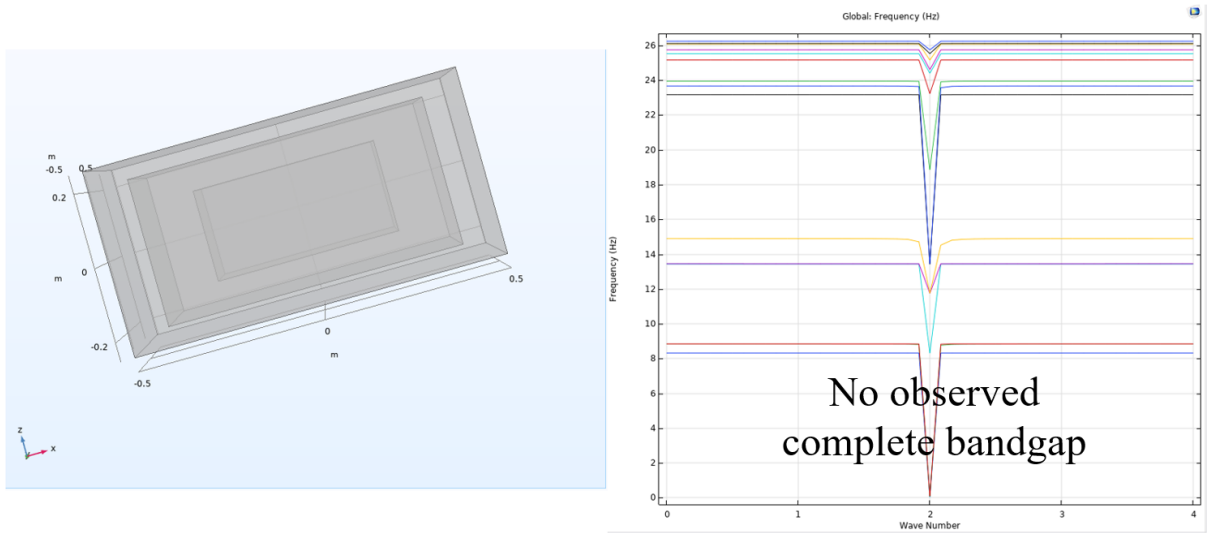 m
-0.5
0.5
0.2
0
m
-0.2
-0.5
0
m
0.5
z
y
x
Global: Frequency (Hz)
Frequency (Hz)
26
24
22
20
18
16
14
12
10
8
6
4
2
0
No observed
complete bandgap
0 1 2 3 4
Wave Number